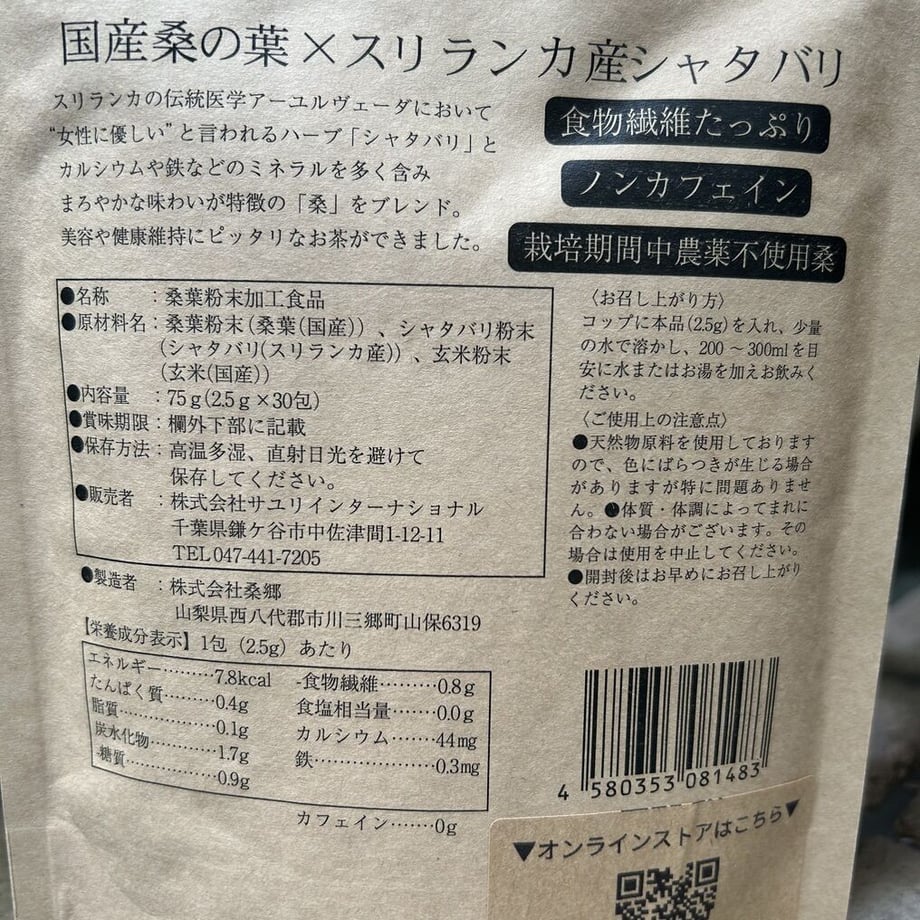 国産桑の葉×スリランカ産シャタバリ
スリランカの伝統医学アーユルヴェーダにおいて
“女性に優しい”と言われるハーブ「シャタバリ」と
カルシウムや鉄などのミネラルを多く含み
まろやかな味わいが特徴の「桑」をブレンド。
美容や健康維持にピッタリなお茶ができました。
食物繊維たっぷり
ノンカフェイン
栽培期間中農薬不使用桑
●名称 ：桑葉粉末加工食品
●原材料名：桑葉粉末（桑葉（国産））、シャタバリ粉末
（シャタバリ（スリランカ産））、玄米粉末
（玄米（国産））
●内容量 ：75g（2.5g×30包）
●賞味期限：欄外下部に記載
●保存方法：高温多湿、直射日光を避けて
保存してください。
●販売者 ：株式会社サユリインターナショナル
千葉県鎌ケ谷市中佐津間1-12-11
TEL047-441-7205
●製造者 ：株式会社桑郷
山梨県西八代郡市川三郷町山保6319
【栄養成分表示】1包（2.5g）あたり
エネルギー………7.8kcal
たんぱく質………0.4g
脂質………………0.1g
炭水化物…………1.7g
-糖質………………0.9g
-食物繊維………0.8g
食塩相当量……0.0g
カルシウム……44mg
鉄………………0.3mg
カフェイン……0g
〈お召し上がり方〉
コップに本品（2.5g）を入れ、少量
の水で溶かし、200～300mlを目
安に水またはお湯を加えお飲みく
ださい。
〈ご使用上の注意点〉
●天然物原料を使用しております
ので、色にばらつきが生じる場合
がありますが特に問題ありませ
ん。●体質・体調によってまれに
合わない場合がございます。その
場合は使用を中止してください。
●開封後はお早めにお召し上がり
ください。
4 580353 081483
▼オンラインストアはこちら▼